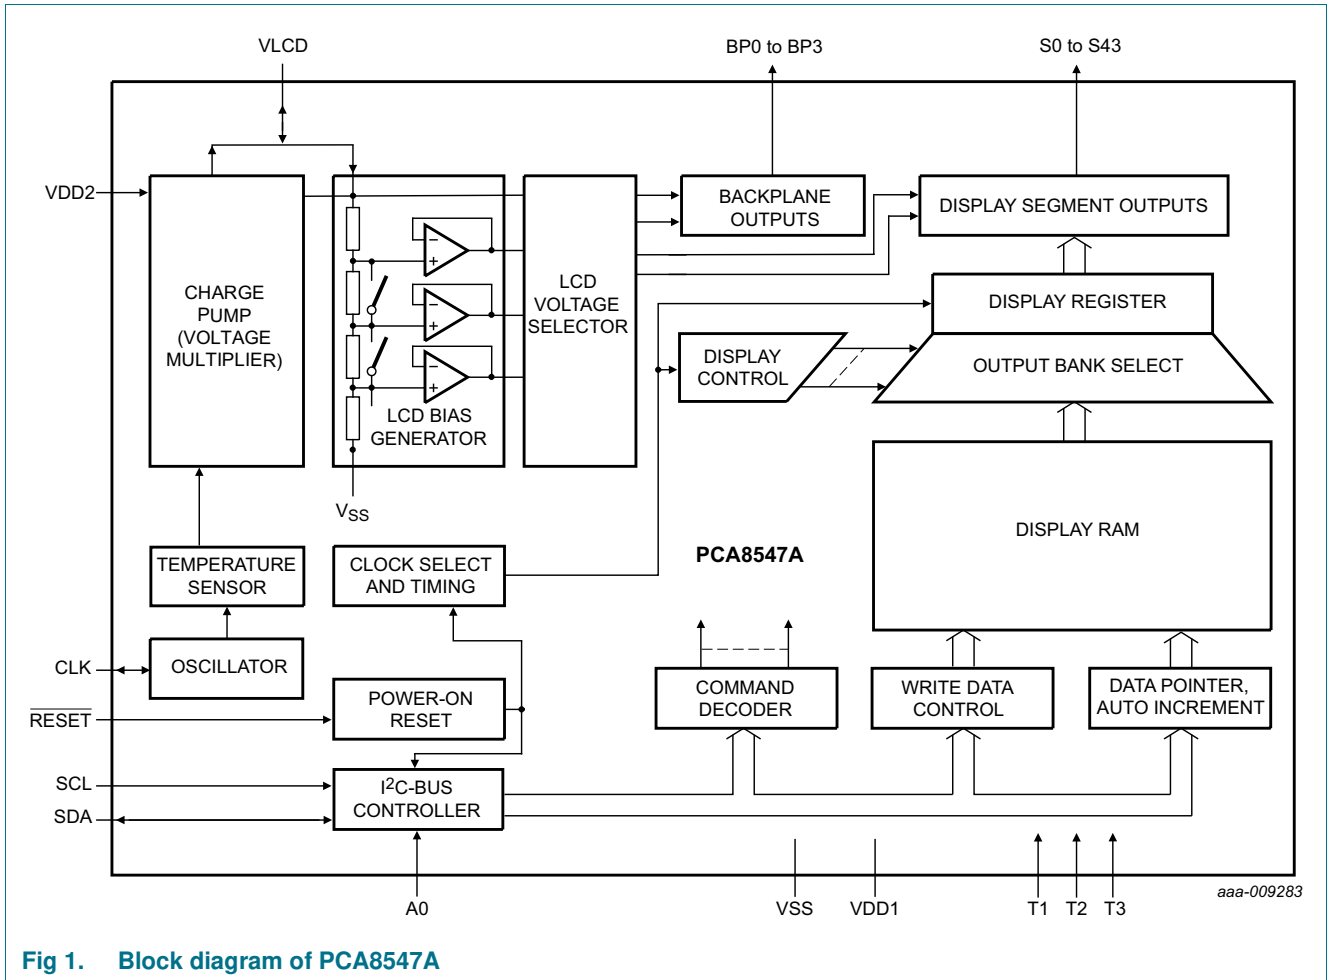 VLCD
BP0 to BP3
S0 to S43
VDD2
CHARGE
PUMP
(VOLTAGE
MULTIPLIER)
LCD BIAS
GENERATOR
VSS
LCD
VOLTAGE
SELECTOR
BACKPLANE
OUTPUTS
DISPLAY SEGMENT OUTPUTS
DISPLAY REGISTER
DISPLAY
CONTROL
OUTPUT BANK SELECT
DISPLAY RAM
PCA8547A
TEMPERATURE
SENSOR
CLOCK SELECT
AND TIMING
CLK
OSCILLATOR
RESET
POWER-ON
RESET
COMMAND
DECODER
WRITE DATA
CONTROL
DATA POINTER,
AUTO INCREMENT
SCL
SDA
I2C-BUS
CONTROLLER
A0
VSS
VDD1
T1
T2
T3
aaa-009283
Fig 1. Block diagram of PCA8547A